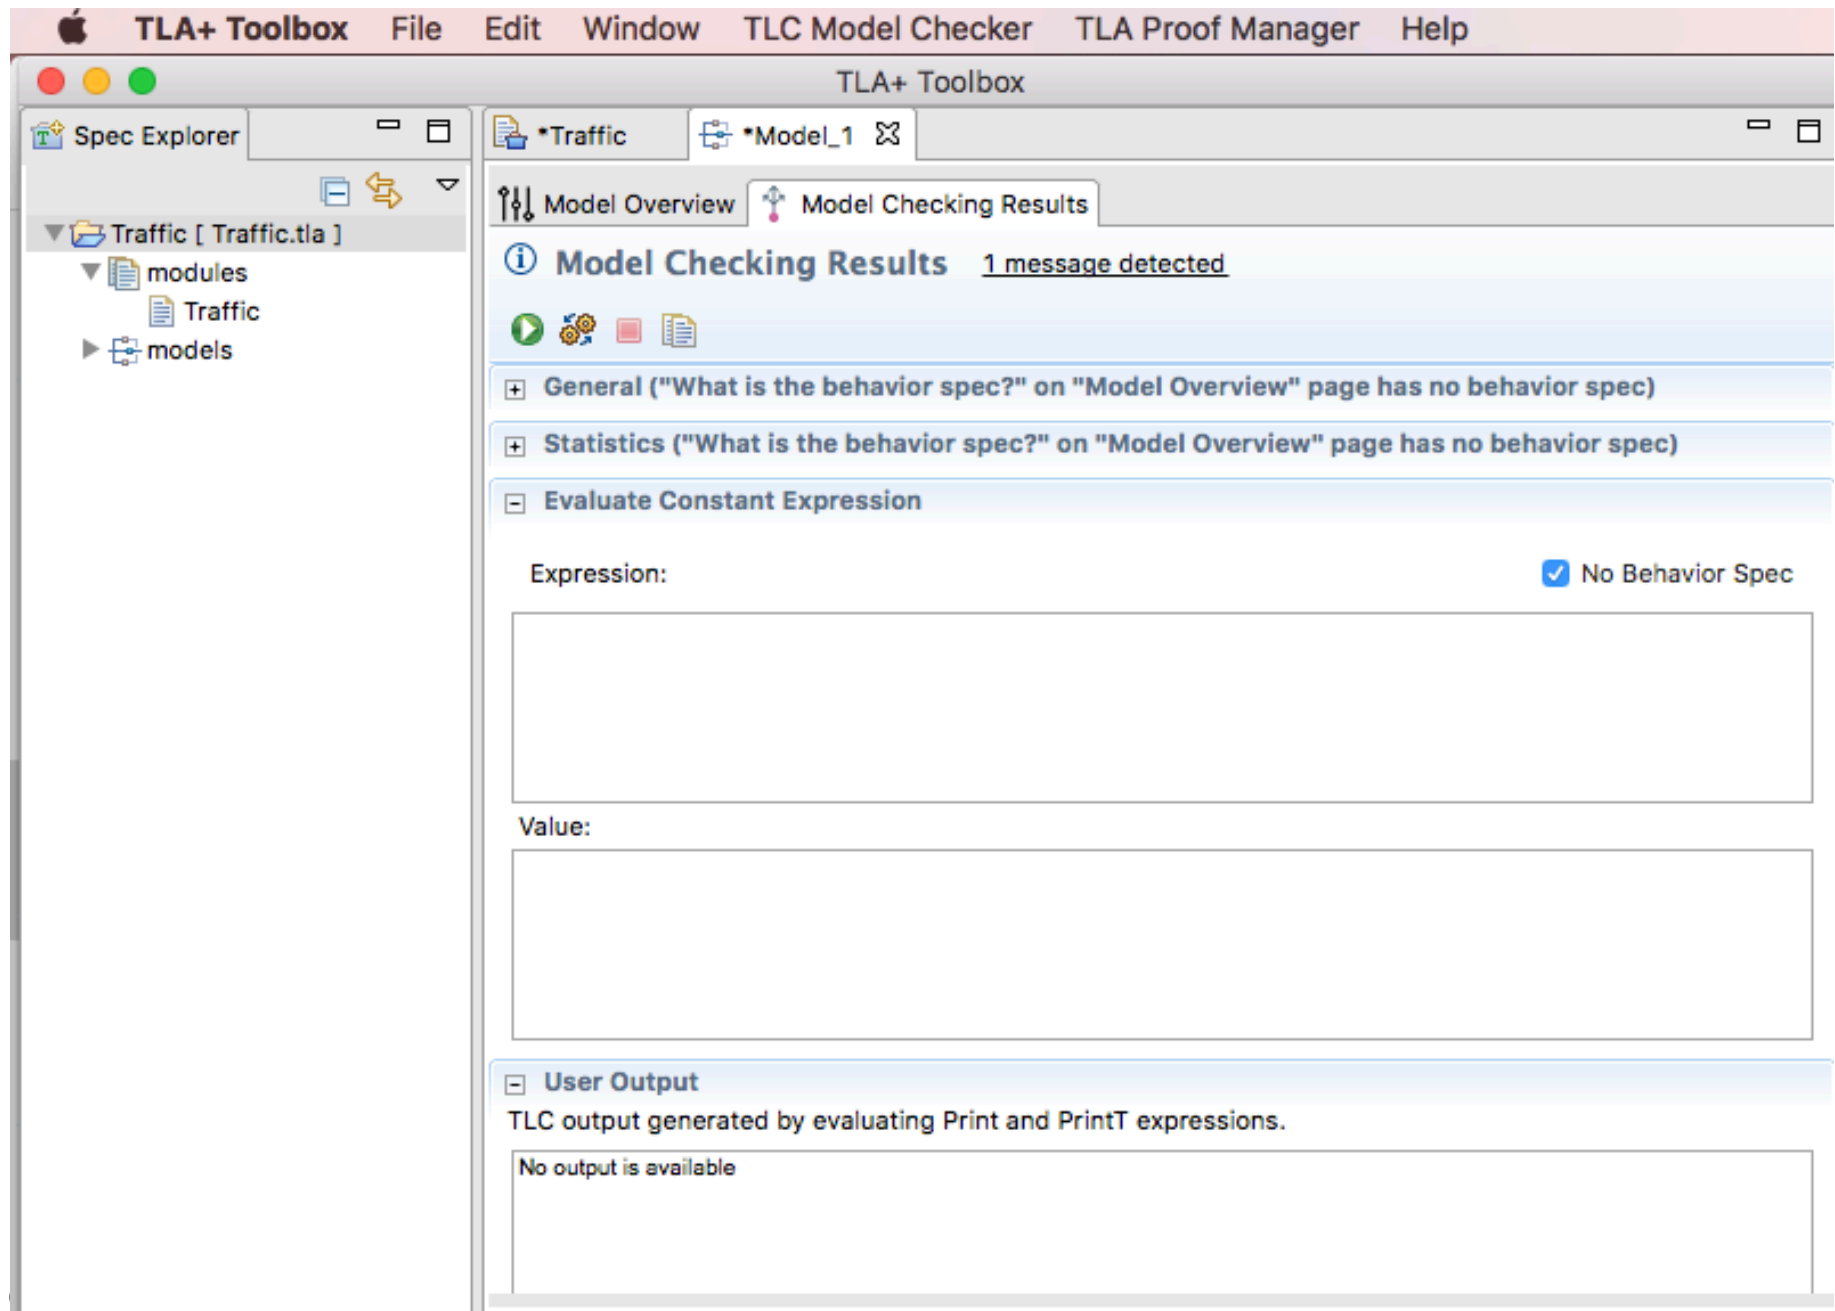 TLA+ Toolbox File Edit Window TLC Model Checker TLA Proof Manager Help
TLA+ Toolbox
Spec Explorer
*Traffic
*Model_1
Model Overview
Model Checking Results
Traffic [ Traffic.tla ]
modules
Traffic
models
Model Checking Results 1 message detected
General ("What is the behavior spec?" on "Model Overview" page has no behavior spec)
Statistics ("What is the behavior spec?" on "Model Overview" page has no behavior spec)
Evaluate Constant Expression
Expression:
No Behavior Spec
Value:
User Output
TLC output generated by evaluating Print and PrintT expressions.
No output is available